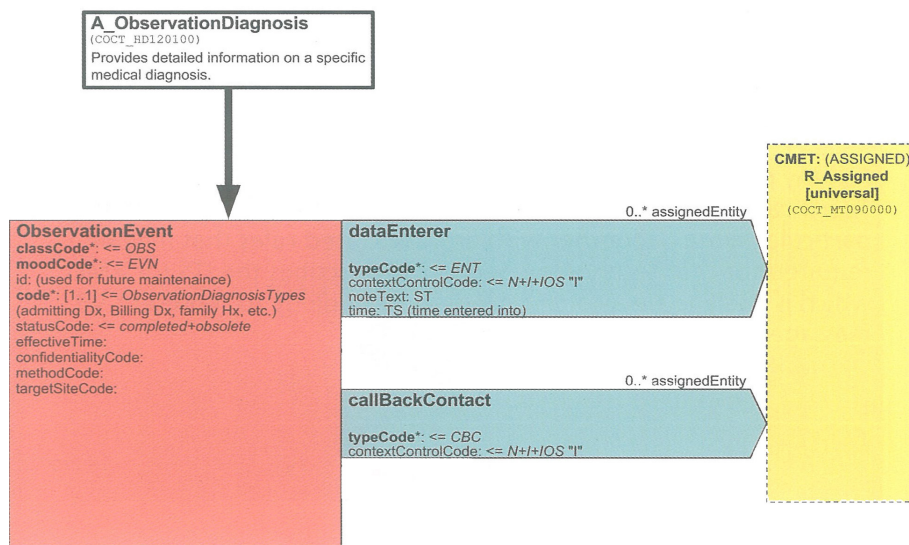 A_ObservationDiagnosis
(COCT_HD120100)
Provides detailed information on a specific
medical diagnosis.
CMET: (ASSIGNED)
R_Assigned
[universal]
(COCT_MT090000)
ObservationEvent
classCode*: <= OBS
moodCode*: <= EVN
id: (used for future maintenaince)
code*: [1..1] <= ObservationDiagnosisTypes
(admitting Dx, Billing Dx, family Hx, etc.)
statusCode: <= completed+obsolete
effectiveTime:
confidentialityCode:
methodCode:
targetSiteCode:
0..* assignedEntity
dataEnterer
typeCode*: <= ENT
contextControlCode: <= N+I+IOS "I"
noteText: ST
time: TS (time entered into)
0..* assignedEntity
callBackContact
typeCode*: <= CBC
contextControlCode: <= N+I+IOS "I"